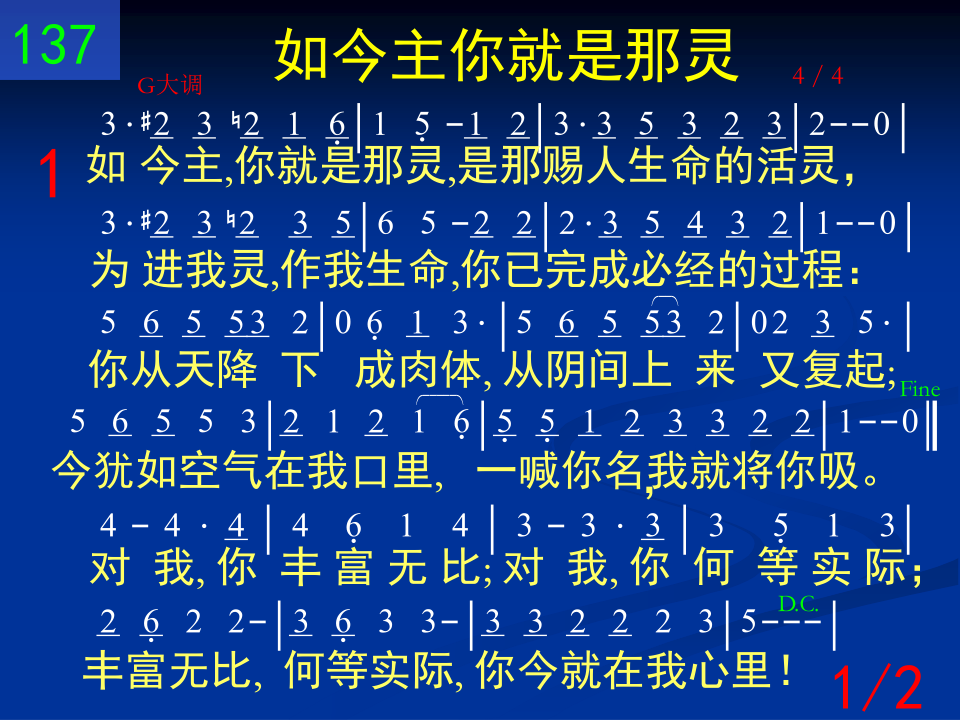 137
如今主你就是那灵
G大调
4／4
3·#2 3 ♮2 1 6̣|1 5̣ -1 2|3·3 5 3 2 3|2--0|
1
如 今主,你就是那灵,是那赐人生命的活灵，
3·#2 3 ♮2 3 5|6 5 -2 2|2·3 5 4 3 2|1--0|
为 进我灵,作我生命,你已完成必经的过程：
5 6 5 53 2|0 6̣ 1 3·|5 6 5 53 2|02 3 5·|
你从天降 下 成肉体, 从阴间上 来 又复起;
Fine
5 6 5 5 3|2 1 2 1 6̣|5̣ 5̣ 1 2 3 3 2 2|1--0‖
今犹如空气在我口里, 一喊你名,我就将你吸。
4 - 4 · 4|4 6̣ 1 4|3 - 3 · 3|3 5̣ 1 3|
对 我, 你 丰 富 无 比; 对 我, 你 何 等 实 际；
D.C.
2 6̣ 2 2-|3 6̣ 3 3-|3 3 2 2 2 3|5---|
丰富无比, 何等实际, 你今就在我心里！
1/2